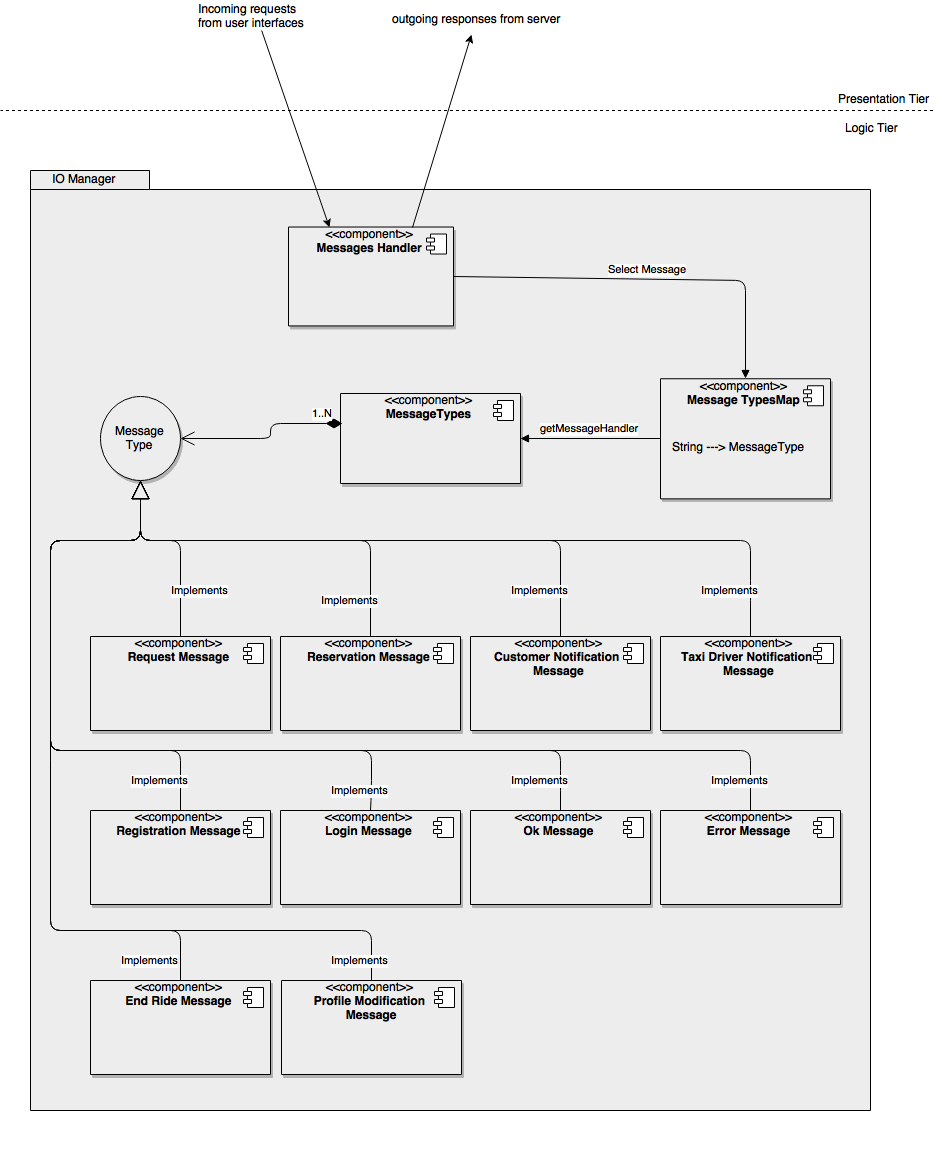 Incoming requests
from user interfaces
outgoing responses from server
Presentation Tier
Logic Tier
IO Manager
<<component>>
Messages Handler
Select Message
<<component>>
Message TypesMap
String ---> MessageType
getMessageHandler
<<component>>
MessageTypes
1..N
Message
Type
Implements
Implements
Implements
Implements
<<component>>
Request Message
<<component>>
Reservation Message
<<component>>
Customer Notification
Message
<<component>>
Taxi Driver Notification
Message
Implements
Implements
Implements
Implements
<<component>>
Registration Message
<<component>>
Login Message
<<component>>
Ok Message
<<component>>
Error Message
Implements
Implements
<<component>>
End Ride Message
<<component>>
Profile Modification
Message